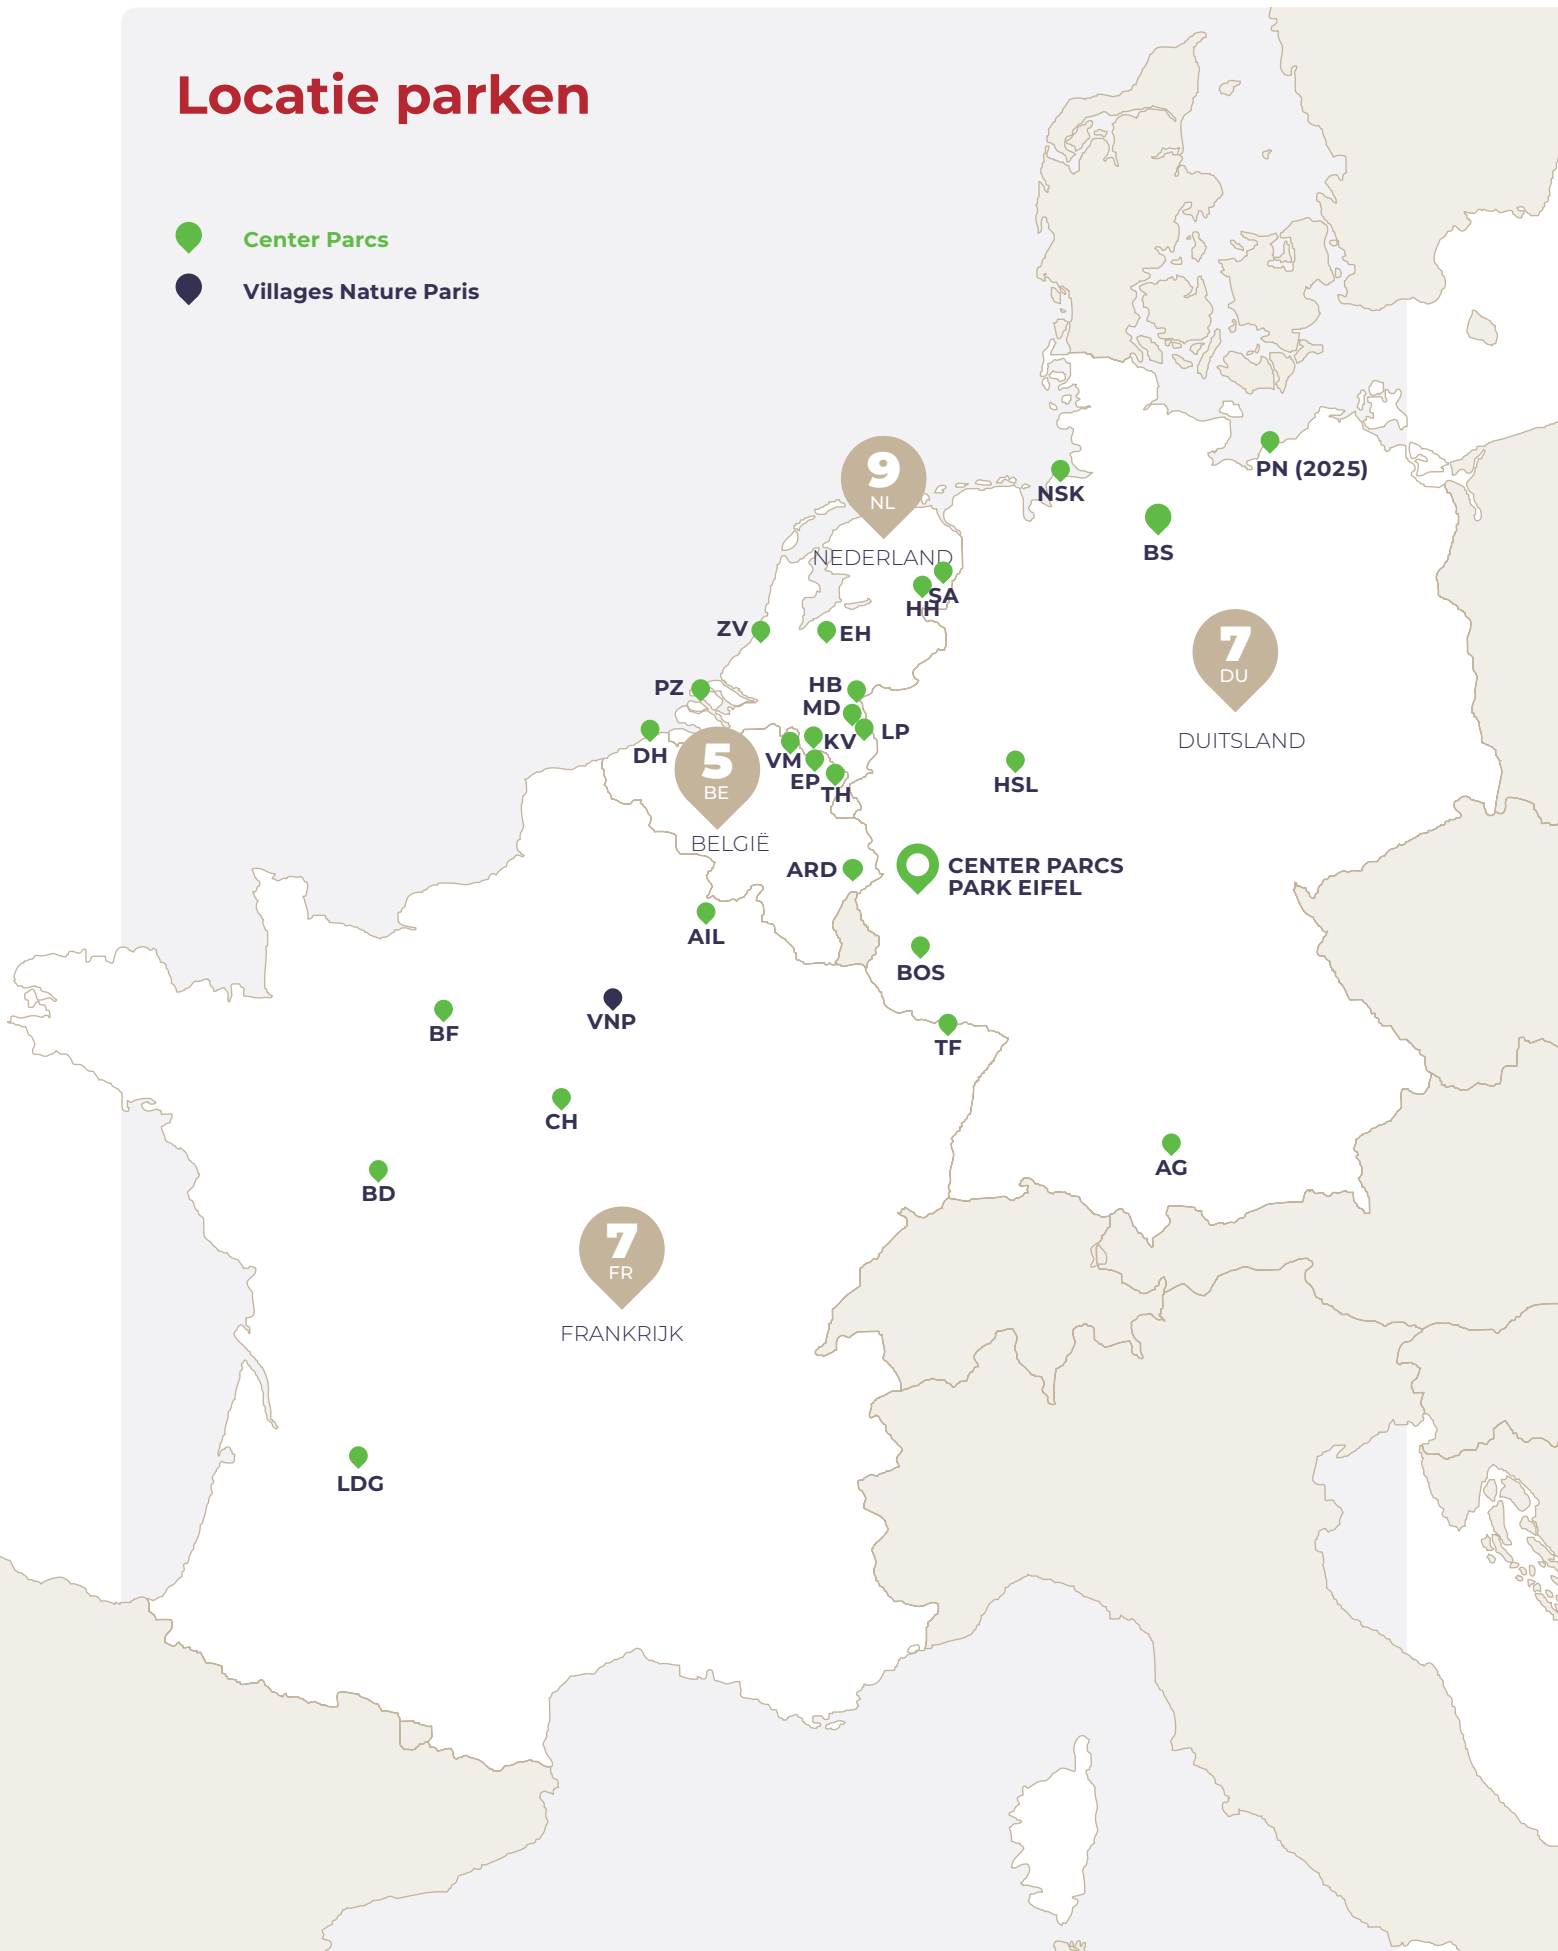 Locatie parken
Center Parcs
Villages Nature Paris
9
NL
NEDERLAND
NSK
PN (2025)
BS
SA
HH
ZV
EH
7
DU
DUITSLAND
PZ
HB
MD
LP
KV
DH
VM
EP
TH
5
BE
BELGIË
HSL
ARD
CENTER PARCS
PARK EIFEL
AIL
BOS
BF
VNP
TF
CH
AG
BD
7
FR
FRANKRIJK
LDG